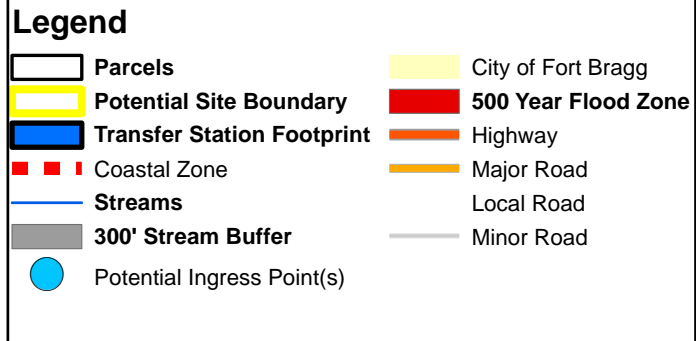 Legend
Parcels
Potential Site Boundary
Transfer Station Footprint
Coastal Zone
Streams
300' Stream Buffer
Potential Ingress Point(s)
City of Fort Bragg
500 Year Flood Zone
Highway
Major Road
Local Road
Minor Road